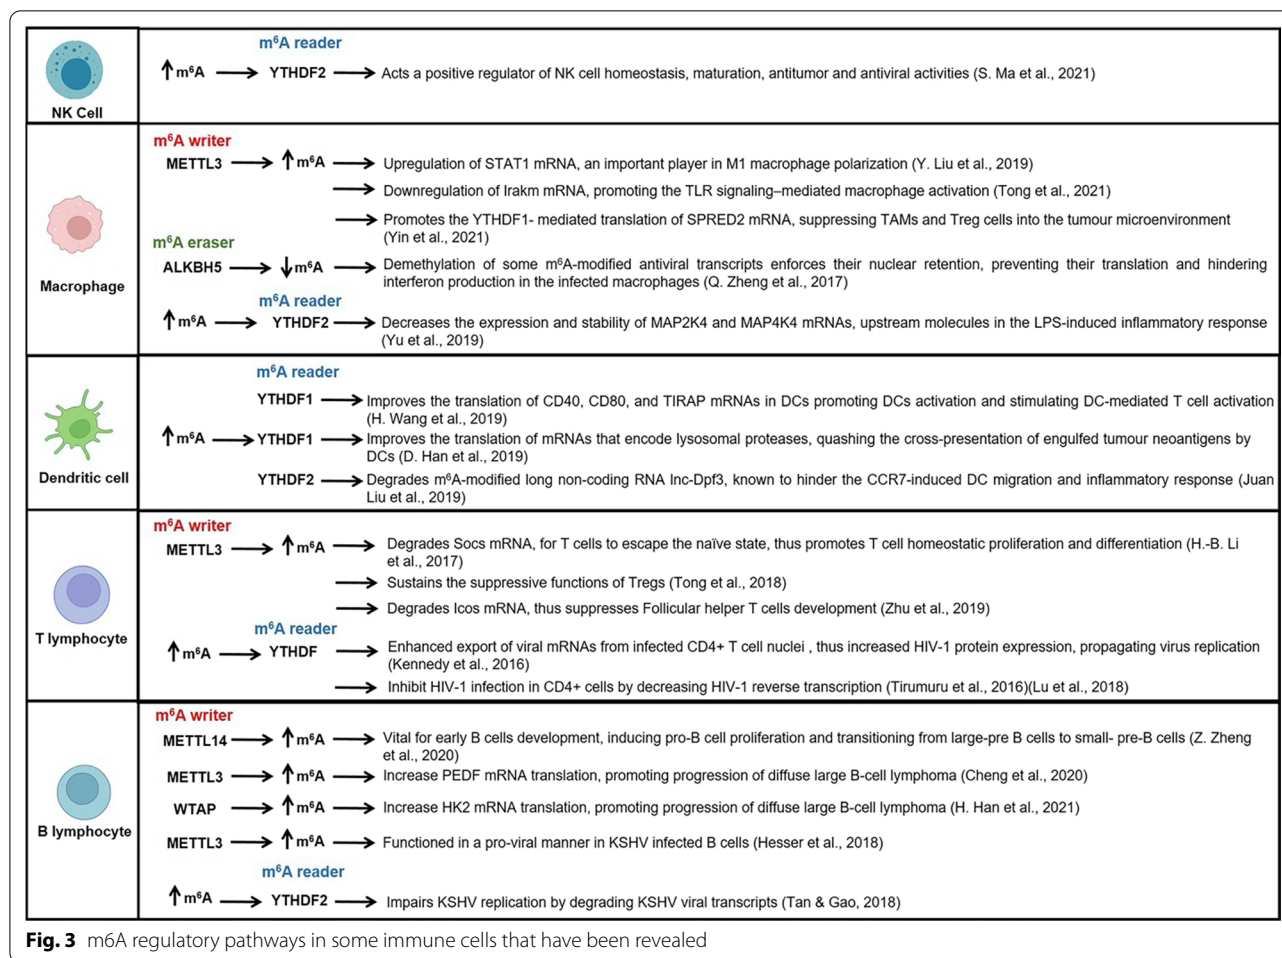 m⁶A reader
↑m⁶A → YTHDF2 → Acts a positive regulator of NK cell homeostasis, maturation, antitumor and antiviral activities (S. Ma et al., 2021)
NK Cell
m⁶A writer
METTL3 → ↑m⁶A → Upregulation of STAT1 mRNA, an important player in M1 macrophage polarization (Y. Liu et al., 2019)
→ Downregulation of Irakm mRNA, promoting the TLR signaling–mediated macrophage activation (Tong et al., 2021)
→ Promotes the YTHDF1- mediated translation of SPRED2 mRNA, suppressing TAMs and Treg cells into the tumour microenvironment
(Yin et al., 2021)
m⁶A eraser
ALKBH5 → ↓m⁶A → Demethylation of some m⁶A-modified antiviral transcripts enforces their nuclear retention, preventing their translation and hindering
interferon production in the infected macrophages (Q. Zheng et al., 2017)
Macrophage
m⁶A reader
↑m⁶A → YTHDF2 → Decreases the expression and stability of MAP2K4 and MAP4K4 mRNAs, upstream molecules in the LPS-induced inflammatory response
(Yu et al., 2019)
m⁶A reader
YTHDF1 → Improves the translation of CD40, CD80, and TIRAP mRNAs in DCs promoting DCs activation and stimulating DC-mediated T cell activation
(H. Wang et al., 2019)
↑m⁶A → YTHDF1 → Improves the translation of mRNAs that encode lysosomal proteases, quashing the cross-presentation of engulfed tumour neoantigens by
DCs (D. Han et al., 2019)
Dendritic cell
YTHDF2 → Degrades m⁶A-modified long non-coding RNA lnc-Dpf3, known to hinder the CCR7-induced DC migration and inflammatory response (Juan
Liu et al., 2019)
m⁶A writer
METTL3 → ↑m⁶A → Degrades Socs mRNA, for T cells to escape the naïve state, thus promotes T cell homeostatic proliferation and differentiation (H.-B. Li
et al., 2017)
→ Sustains the suppressive functions of Tregs (Tong et al., 2018)
→ Degrades Icos mRNA, thus suppresses Follicular helper T cells development (Zhu et al., 2019)
T lymphocyte
m⁶A reader
↑m⁶A → YTHDF → Enhanced export of viral mRNAs from infected CD4+ T cell nuclei , thus increased HIV-1 protein expression, propagating virus replication
(Kennedy et al., 2016)
→ Inhibit HIV-1 infection in CD4+ cells by decreasing HIV-1 reverse transcription (Tirumuru et al., 2016)(Lu et al., 2018)
m⁶A writer
METTL14 → ↑m⁶A → Vital for early B cells development, inducing pro-B cell proliferation and transitioning from large-pre B cells to small- pre-B cells (Z. Zheng
et al., 2020)
METTL3 → ↑m⁶A → Increase PEDF mRNA translation, promoting progression of diffuse large B-cell lymphoma (Cheng et al., 2020)
WTAP → ↑m⁶A → Increase HK2 mRNA translation, promoting progression of diffuse large B-cell lymphoma (H. Han et al., 2021)
B lymphocyte
METTL3 → ↑m⁶A → Functioned in a pro-viral manner in KSHV infected B cells (Hesser et al., 2018)
m⁶A reader
↑m⁶A → YTHDF2 → Impairs KSHV replication by degrading KSHV viral transcripts (Tan & Gao, 2018)
Fig. 3 m6A regulatory pathways in some immune cells that have been revealed